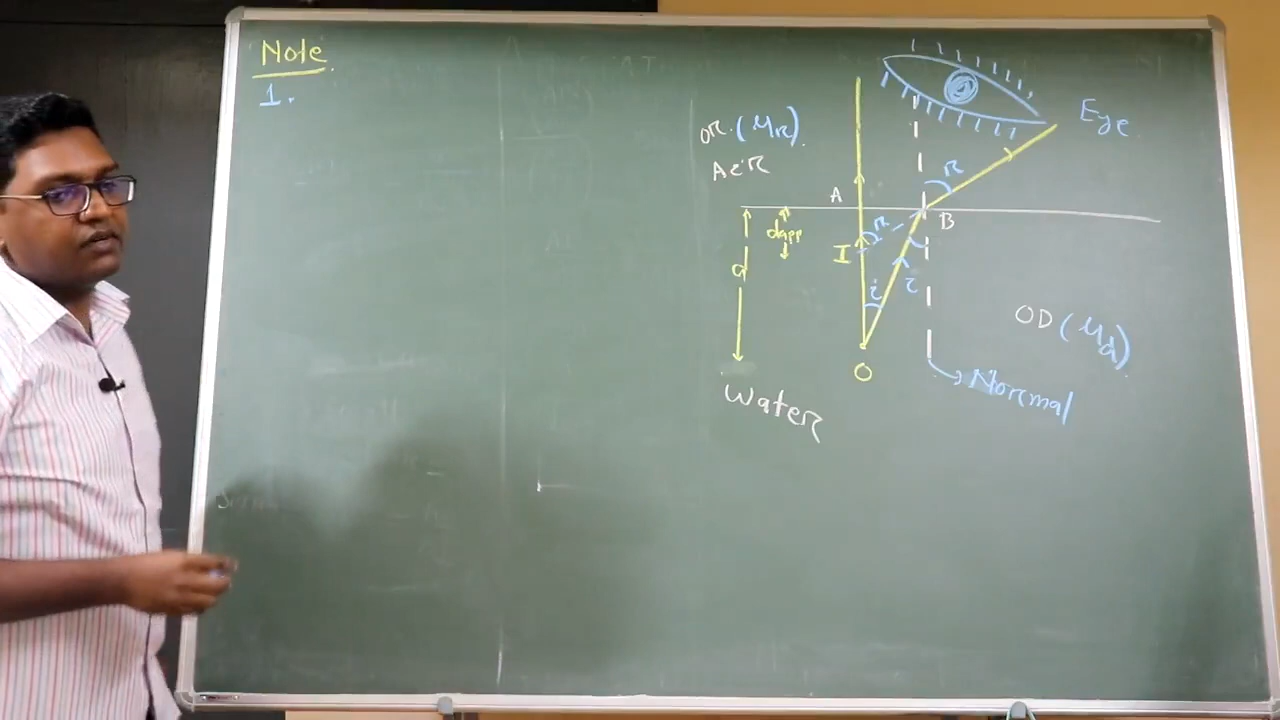 Note
1.
Eye
OR (μR)
Air
A
r
r
B
dapp
I
d
i
i
OD (μd)
O
Normal
Water